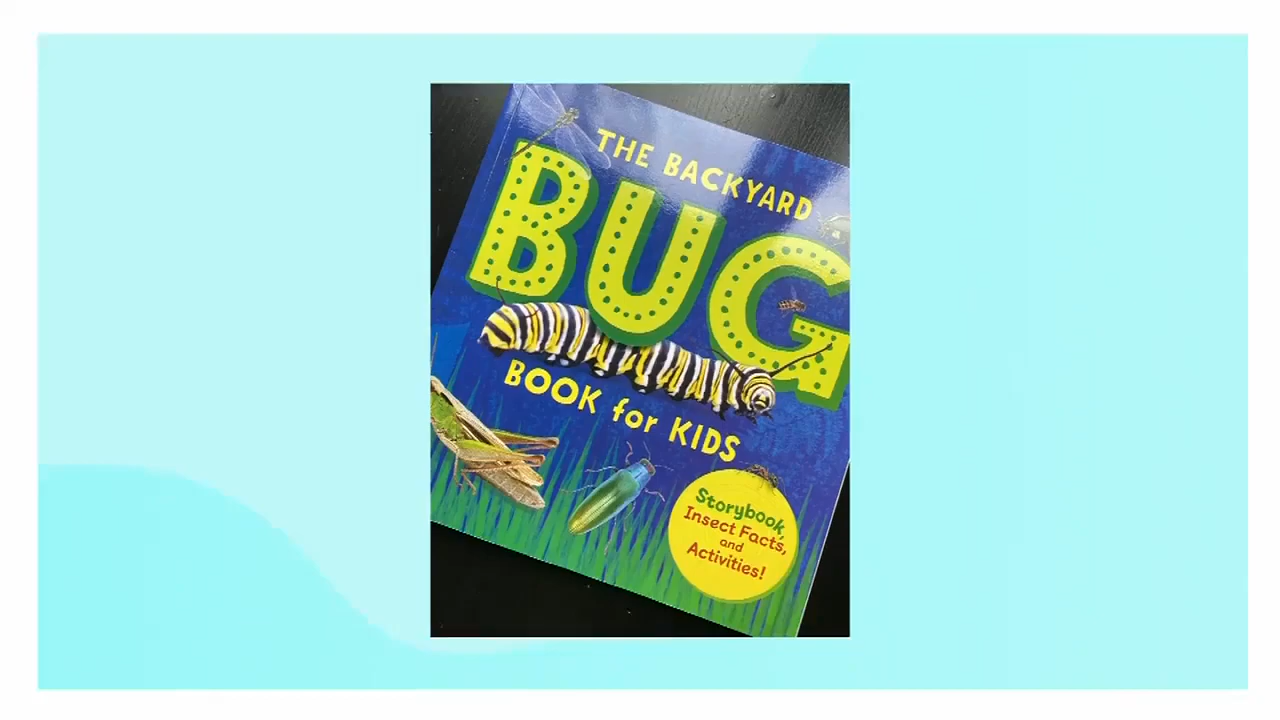 THE BACKYARD
BUG
BOOK for KIDS
Storybook,
Insect Facts,
and
Activities!